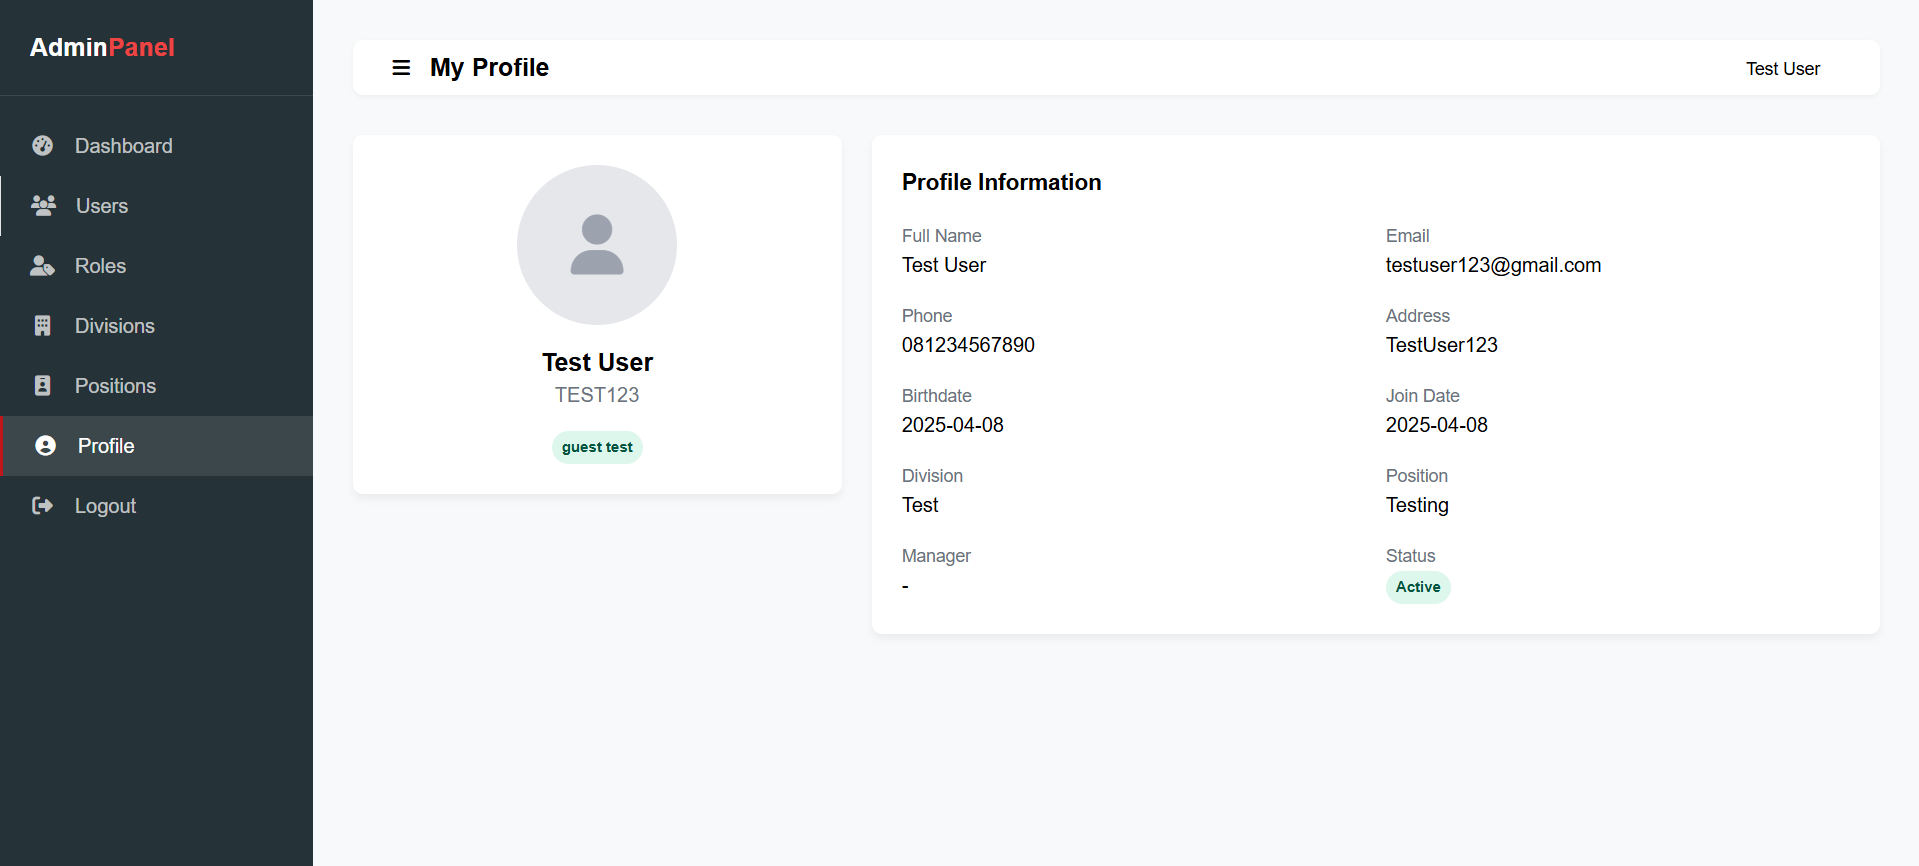 AdminPanel
Dashboard
Users
Roles
Divisions
Positions
Profile
Logout
My Profile
Test User
Test User
TEST123
guest test
Profile Information
Full Name
Test User
Email
testuser123@gmail.com
Phone
081234567890
Address
TestUser123
Birthdate
2025-04-08
Join Date
2025-04-08
Division
Test
Position
Testing
Manager
-
Status
Active